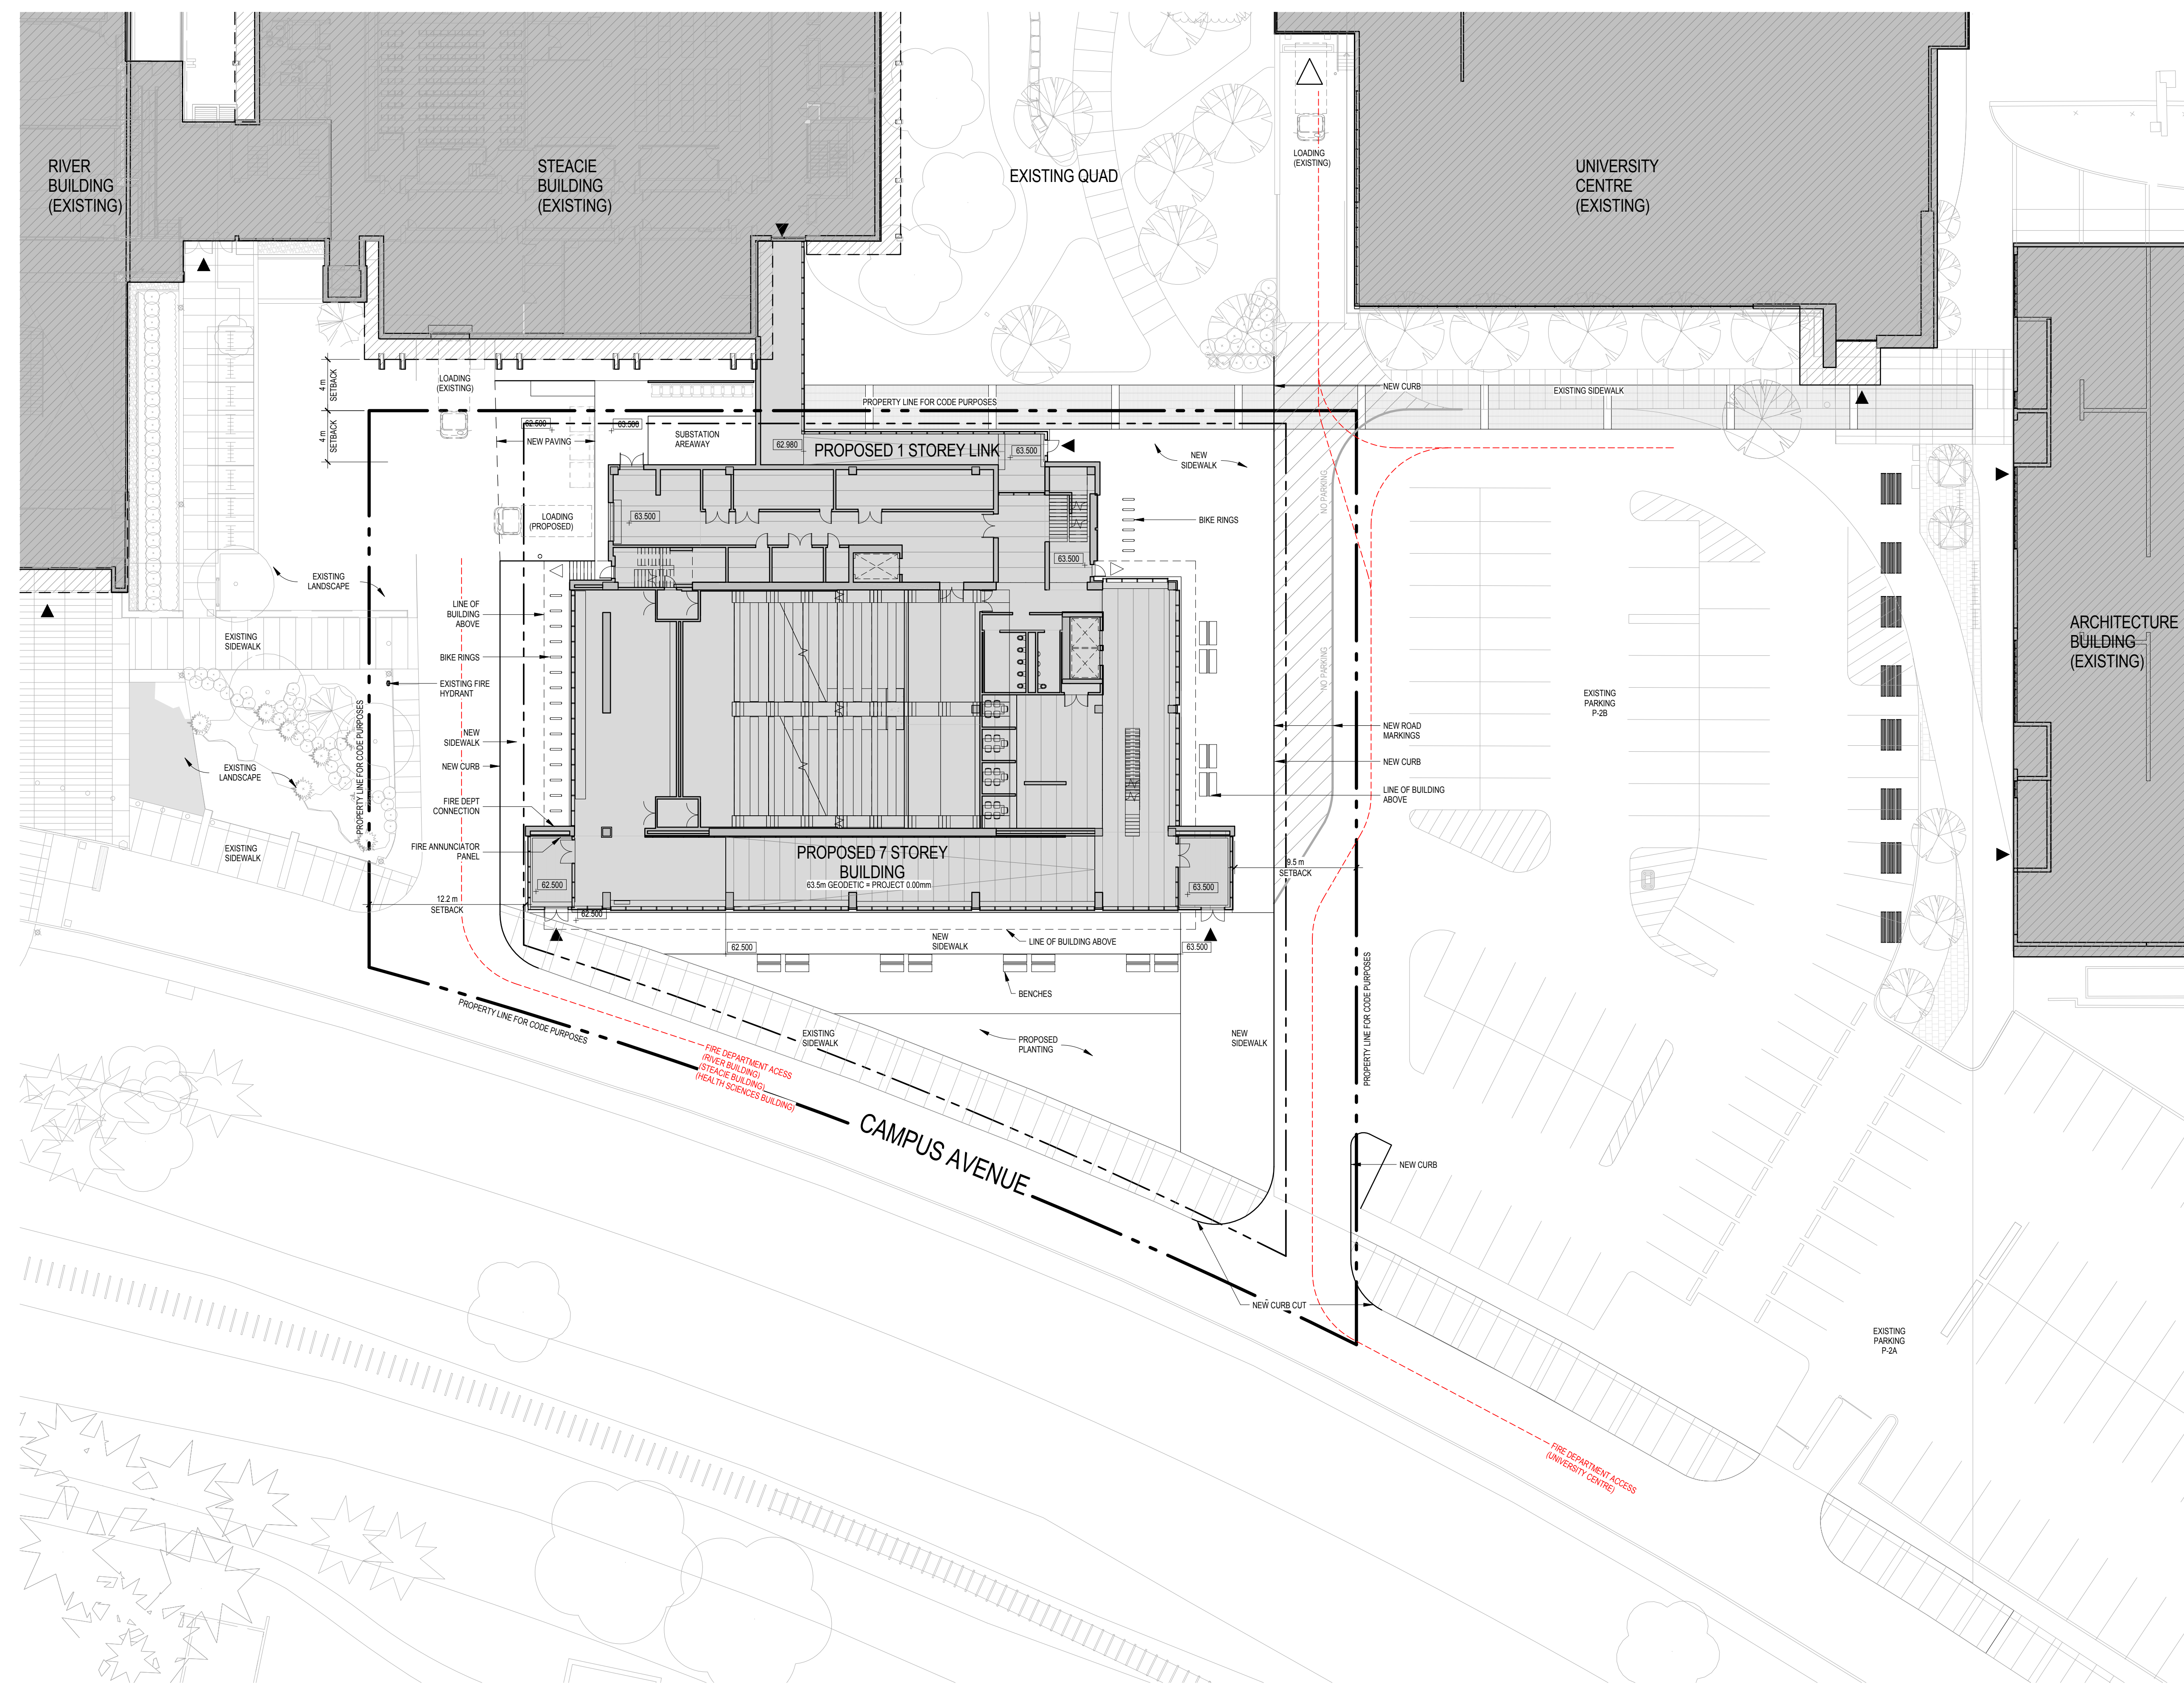 RIVER
BUILDING
(EXISTING)
STEACIE
BUILDING
(EXISTING)
EXISTING QUAD
LOADING
(EXISTING)
UNIVERSITY
CENTRE
(EXISTING)
4 m
SETBACK
4 m
SETBACK
LOADING
(EXISTING)
NEW CURB
EXISTING SIDEWALK
PROPERTY LINE FOR CODE PURPOSES
62.500
63.500
NEW PAVING
SUBSTATION
AREAWAY
62.980
PROPOSED 1 STOREY LINK
63.500
NEW
SIDEWALK
NO PARKING
LOADING
(PROPOSED)
63.500
BIKE RINGS
63.500
EXISTING
LANDSCAPE
LINE OF
BUILDING
ABOVE
EXISTING
SIDEWALK
BIKE RINGS
EXISTING FIRE
HYDRANT
NO PARKING
ARCHITECTURE
BUILDING
(EXISTING)
EXISTING
PARKING
P-2B
PROPERTY LINE FOR CODE PURPOSES
NEW
SIDEWALK
NEW CURB
NEW ROAD
MARKINGS
NEW CURB
EXISTING
LANDSCAPE
LINE OF BUILDING
ABOVE
FIRE DEPT
CONNECTION
EXISTING
SIDEWALK
FIRE ANNUNCIATOR
PANEL
PROPOSED 7 STOREY
BUILDING
63.5m GEODETIC = PROJECT 0.00mm
9.5 m
SETBACK
62.500
63.500
12.2 m
SETBACK
62.500
62.500
NEW
SIDEWALK
LINE OF BUILDING ABOVE
63.500
BENCHES
PROPERTY LINE FOR CODE PURPOSES
PROPERTY LINE FOR CODE PURPOSES
EXISTING
SIDEWALK
PROPOSED
PLANTING
NEW
SIDEWALK
FIRE DEPARTMENT ACESS
(RIVER BUILDING)
(STEACIE BUILDING)
(HEALTH SCIENCES BUILDING)
CAMPUS AVENUE
NEW CURB
NEW CURB CUT
EXISTING
PARKING
P-2A
FIRE DEPARTMENT ACCESS
(UNIVERSITY CENTRE)